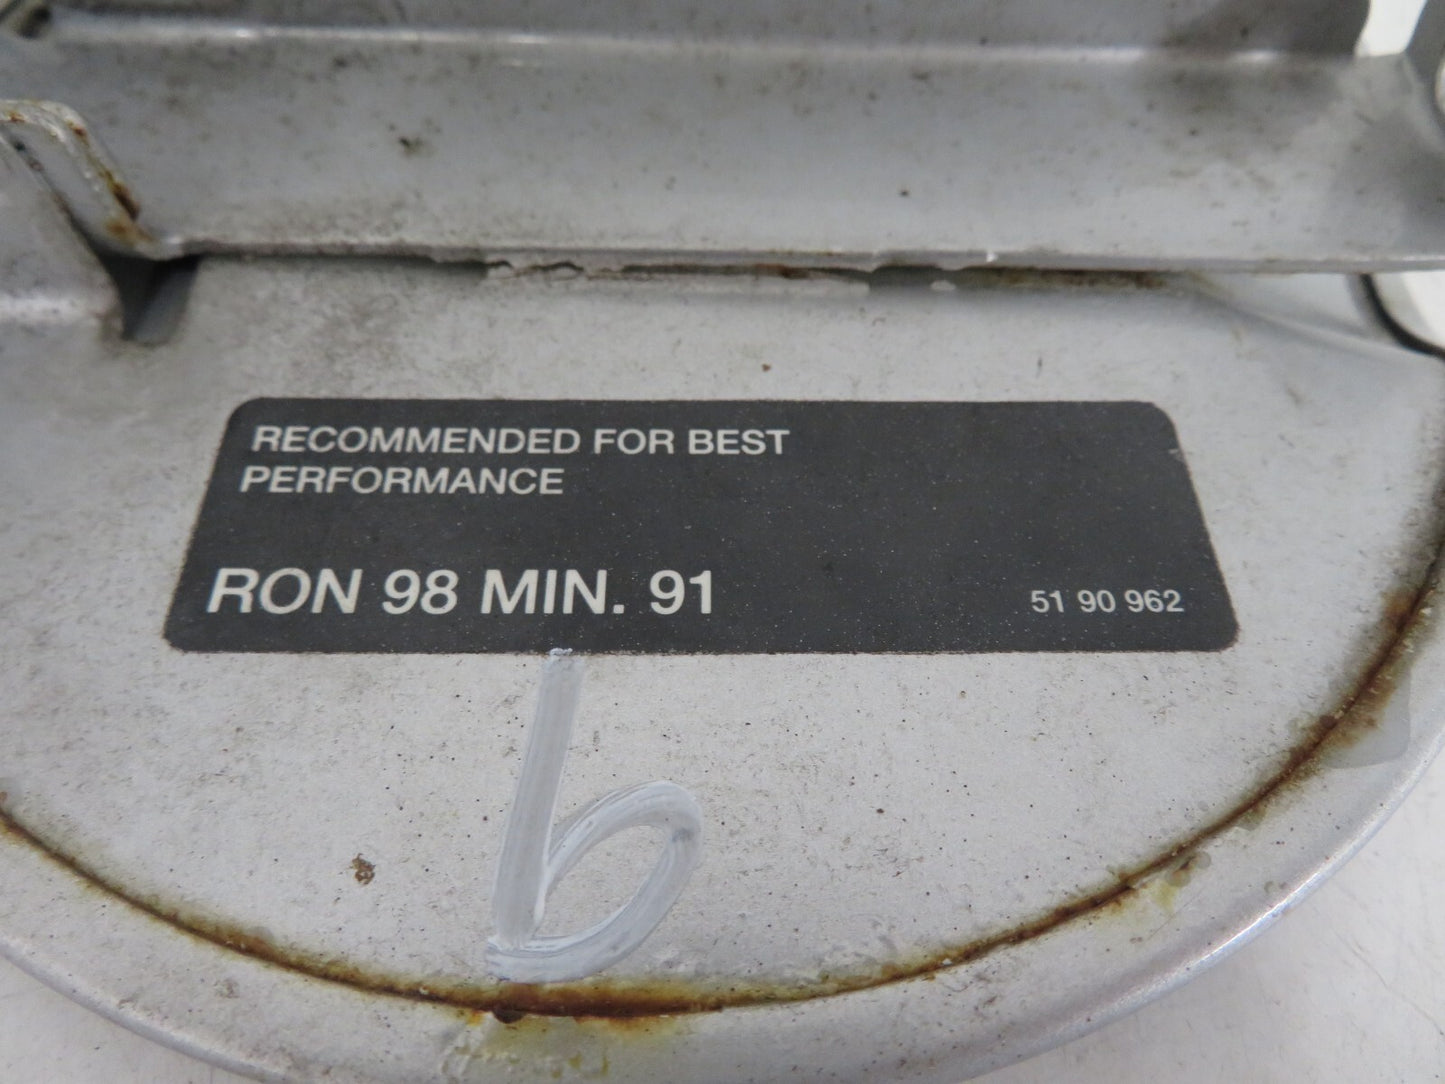 RECOMMENDED FOR BEST
PERFORMANCE
RON 98 MIN. 91
51 90 962
b